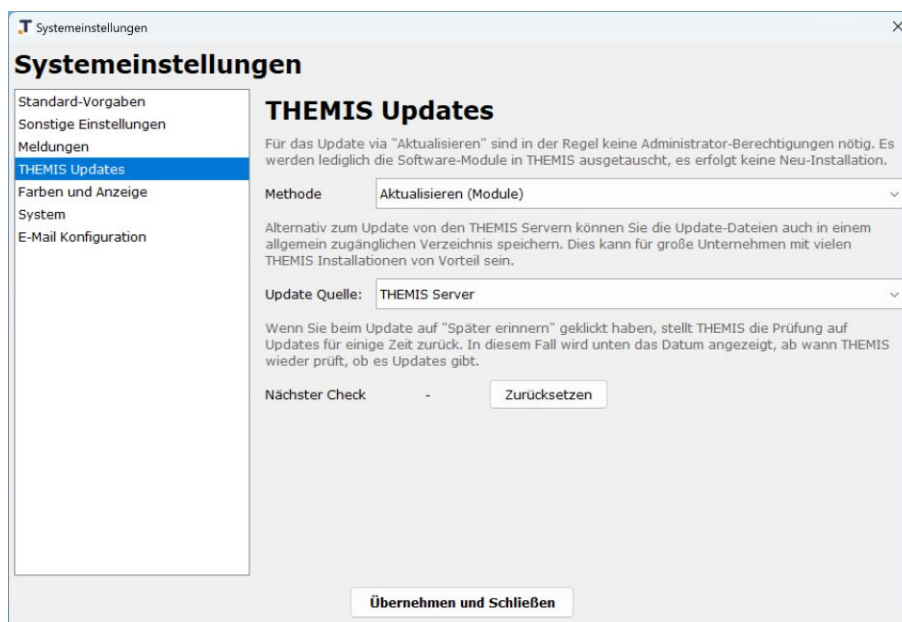 Systemeinstellungen
Systemeinstellungen
Standard-Vorgaben
Sonstige Einstellungen
Meldungen
THEMIS Updates
Farben und Anzeige
System
E-Mail Konfiguration
THEMIS Updates
Für das Update via "Aktualisieren" sind in der Regel keine Administrator-Berechtigungen nötig. Es
werden lediglich die Software-Module in THEMIS ausgetauscht, es erfolgt keine Neu-Installation.
Methode Aktualisieren (Module)
Alternativ zum Update von den THEMIS Servern können Sie die Update-Dateien auch in einem
allgemein zugänglichen Verzeichnis speichern. Dies kann für große Unternehmen mit vielen
THEMIS Installationen von Vorteil sein.
Update Quelle: THEMIS Server
Wenn Sie beim Update auf "Später erinnern" geklickt haben, stellt THEMIS die Prüfung auf
Updates für einige Zeit zurück. In diesem Fall wird unten das Datum angezeigt, ab wann THEMIS
wieder prüft, ob es Updates gibt.
Nächster Check - Zurücksetzen
Übernehmen und Schließen